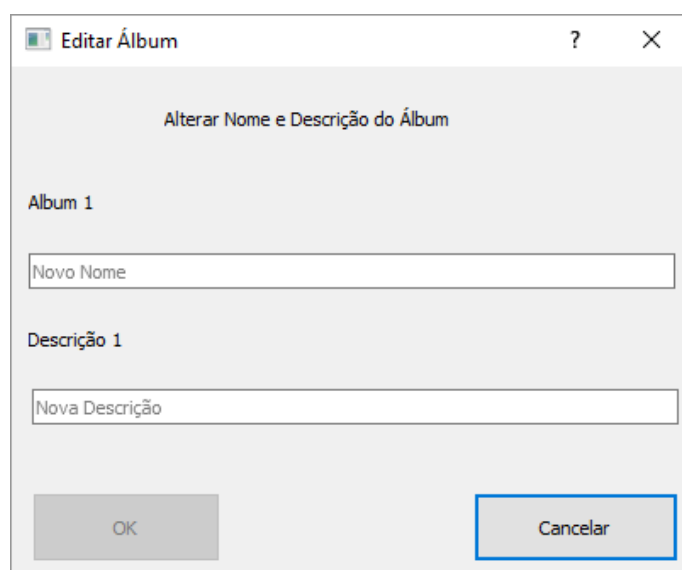 Editar Álbum
Alterar Nome e Descrição do Álbum
Album 1
Novo Nome
Descrição 1
Nova Descrição
OK Cancelar